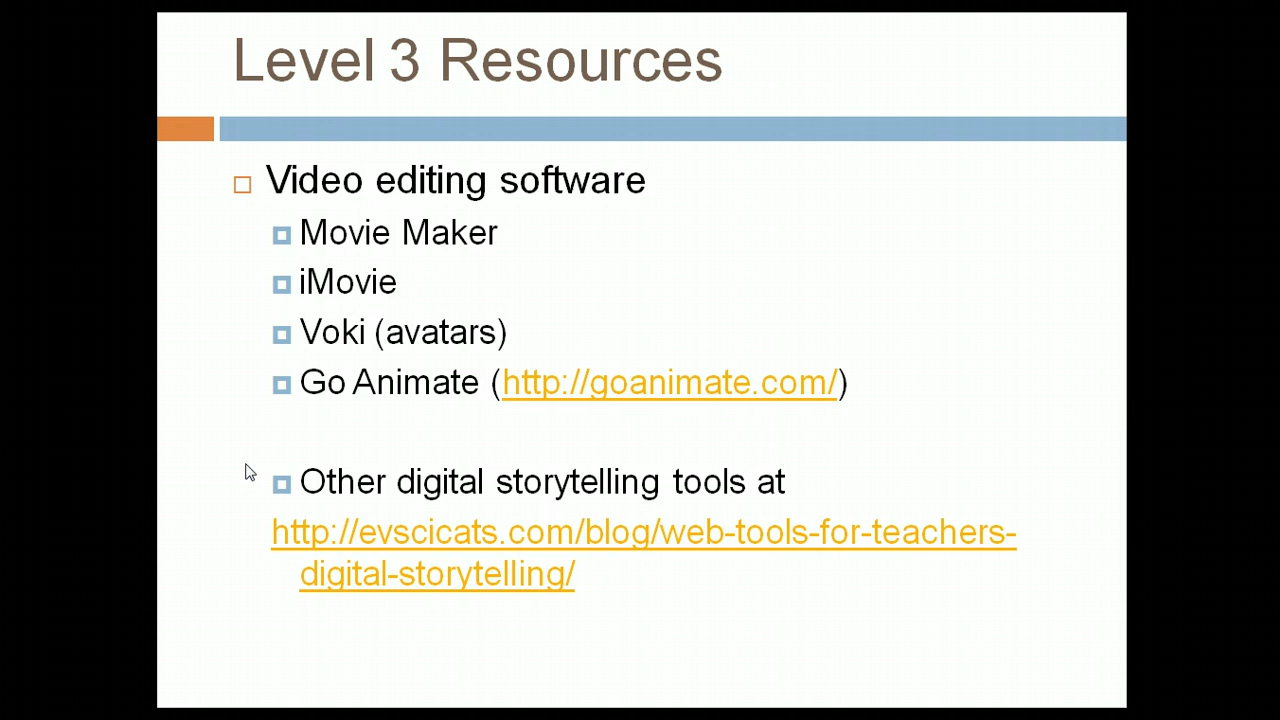 Level 3 Resources
Video editing software
Movie Maker
iMovie
Voki (avatars)
Go Animate (http://goanimate.com/)
Other digital storytelling tools at
http://evscicats.com/blog/web-tools-for-teachers-
digital-storytelling/